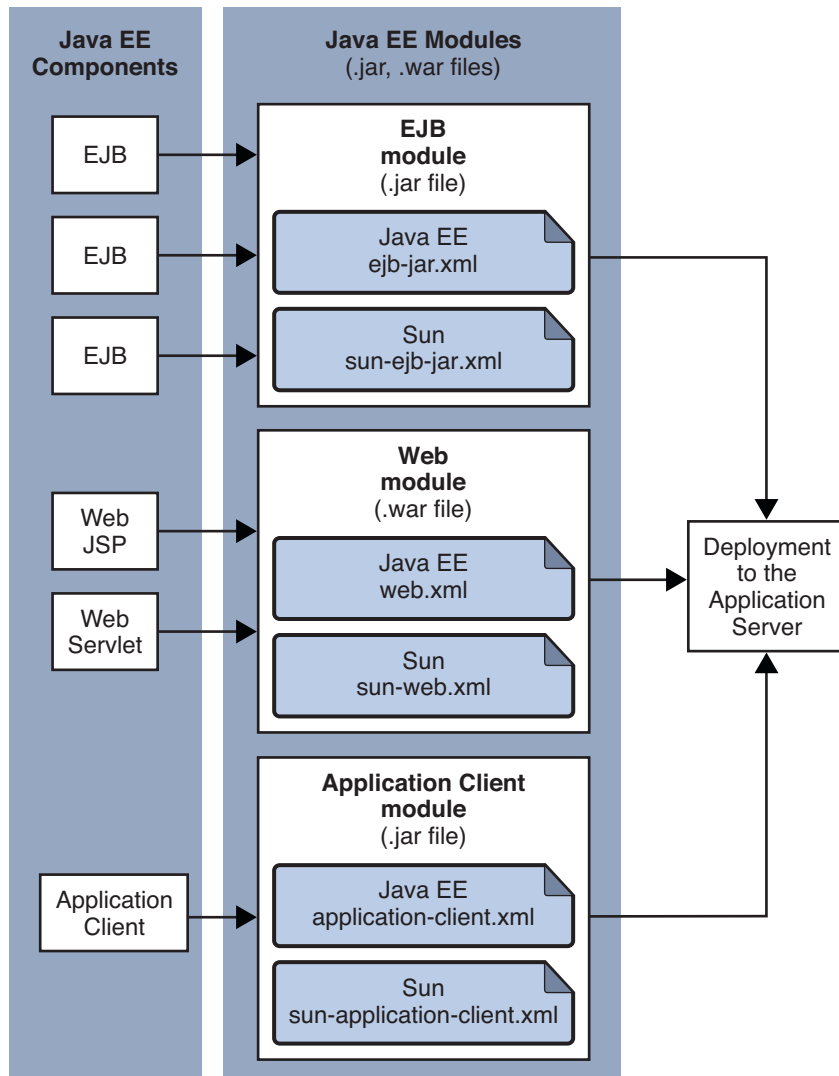 Java EE
Components
Java EE Modules
(.jar, .war files)
EJB
EJB
EJB
EJB
module
(.jar file)
Java EE
ejb-jar.xml
Sun
sun-ejb-jar.xml
Web
JSP
Web
Servlet
Web
module
(.war file)
Java EE
web.xml
Sun
sun-web.xml
Application
Client
Application Client
module
(.jar file)
Java EE
application-client.xml
Sun
sun-application-client.xml
Deployment
to the
Application
Server